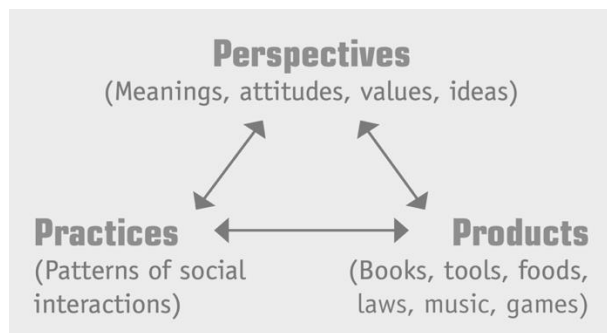 Perspectives
(Meanings, attitudes, values, ideas)
Practices
(Patterns of social
interactions)
Products
(Books, tools, foods,
laws, music, games)